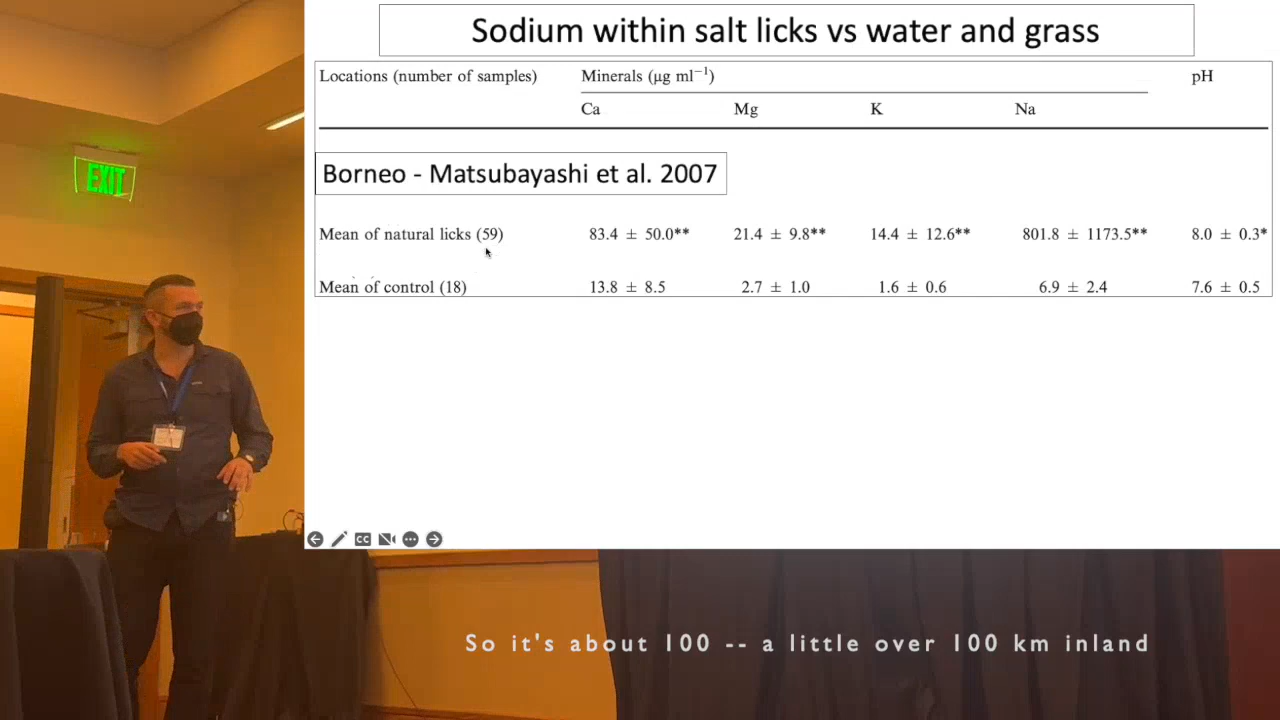 Sodium within salt licks vs water and grass
Locations (number of samples) Minerals (μg ml⁻¹) pH
Ca Mg K Na
Borneo - Matsubayashi et al. 2007
Mean of natural licks (59) 83.4 ± 50.0** 21.4 ± 9.8** 14.4 ± 12.6** 801.8 ± 1173.5** 8.0 ± 0.3*
Mean of control (18) 13.8 ± 8.5 2.7 ± 1.0 1.6 ± 0.6 6.9 ± 2.4 7.6 ± 0.5
EXIT
CC
So it's about 100 -- a little over 100 km inland